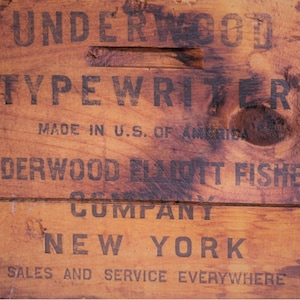 UNDERWOOD
TYPEWRITER
MADE IN U.S. OF AMERICA
DERWOOD ELLIOTT FISHE
COMPANY
NEW YORK
SALES AND SERVICE EVERYWHERE